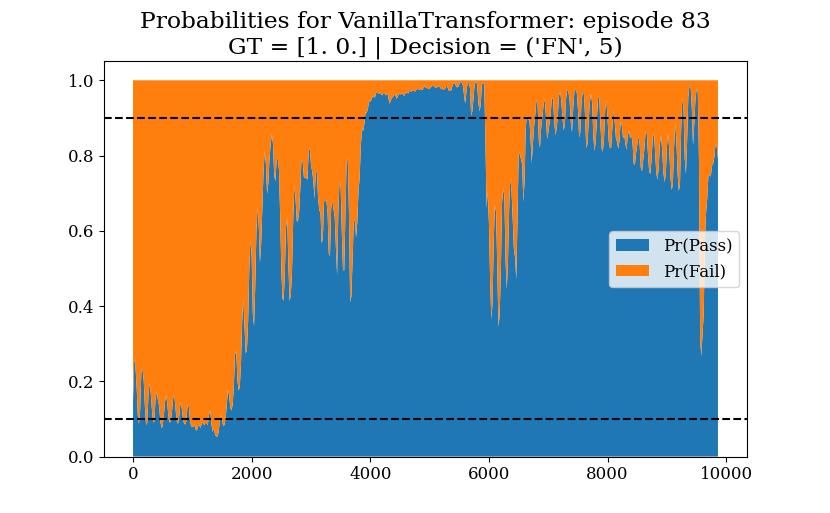 Probabilities for VanillaTransformer: episode 83
GT = [1. 0.] | Decision = ('FN', 5)
1.0
0.8
0.6
0.4
0.2
0.0
Pr(Pass)
Pr(Fail)
0 2000 4000 6000 8000 10000